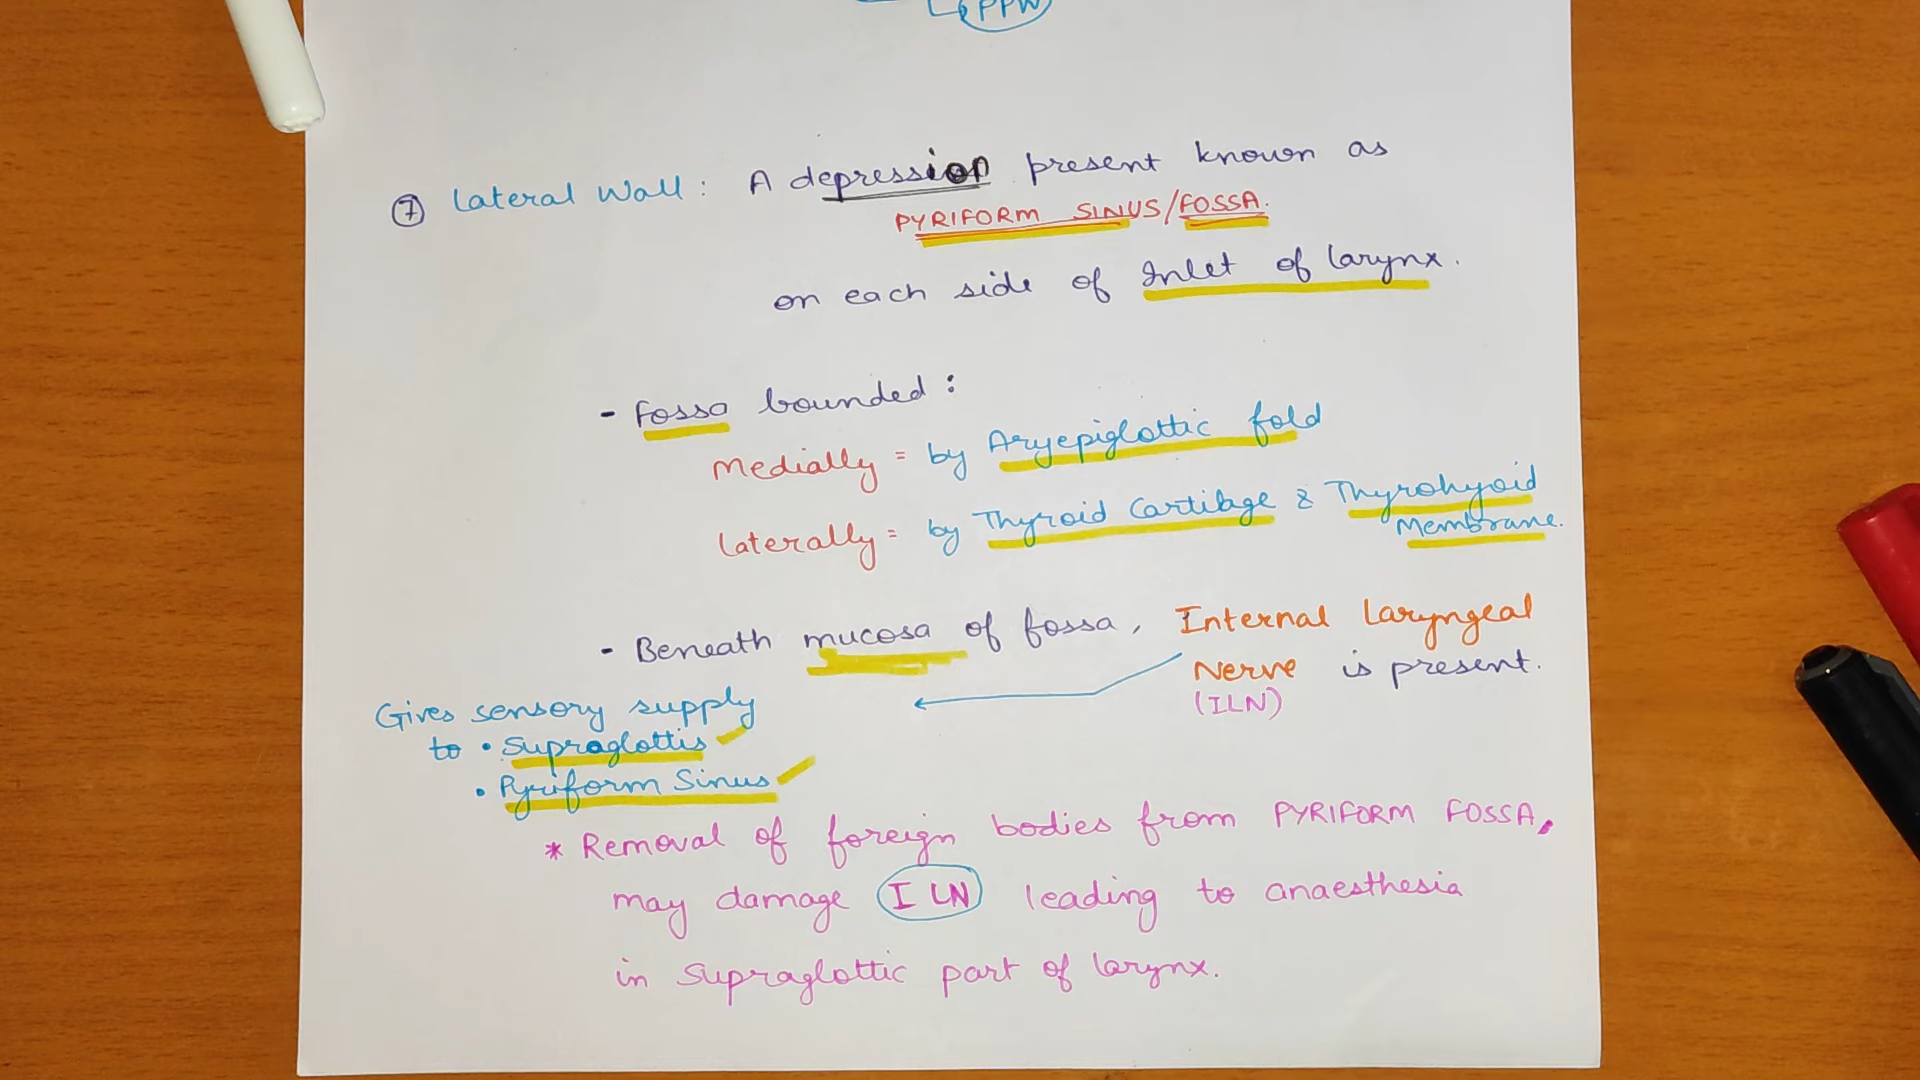 PPW
⑦ Lateral Wall : A depression present known as
PYRIFORM SINUS/FOSSA.
on each side of Inlet of larynx.
- Fossa bounded :
Medially = by Aryepiglottic fold
Laterally = by Thyroid Cartilage & Thyrohyoid
Membrane.
- Beneath mucosa of fossa, Internal Laryngeal
Nerve is present.
(ILN)
Gives sensory supply
to • Supraglottis
• Pyriform Sinus
* Removal of foreign bodies from PYRIFORM FOSSA,
may damage ILN leading to anaesthesia
in supraglottic part of larynx.